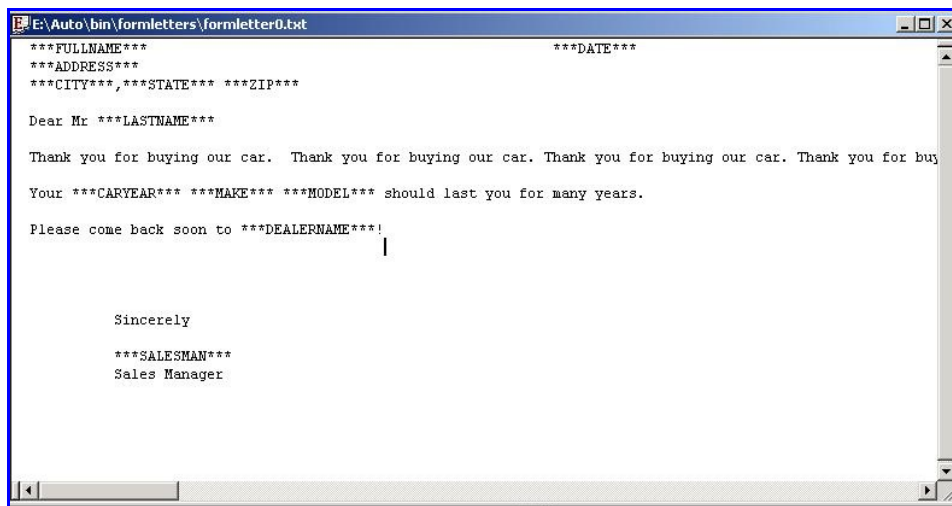 E:\Auto\bin\formletters\formletter0.txt
***FULLNAME*** ***DATE***
***ADDRESS***
***CITY***,***STATE*** ***ZIP***
Dear Mr ***LASTNAME***
Thank you for buying our car.  Thank you for buying our car. Thank you for buying our car. Thank you for buy
Your ***CARYEAR*** ***MAKE*** ***MODEL*** should last you for many years.
Please come back soon to ***DEALERNAME***!
Sincerely
***SALESMAN***
Sales Manager